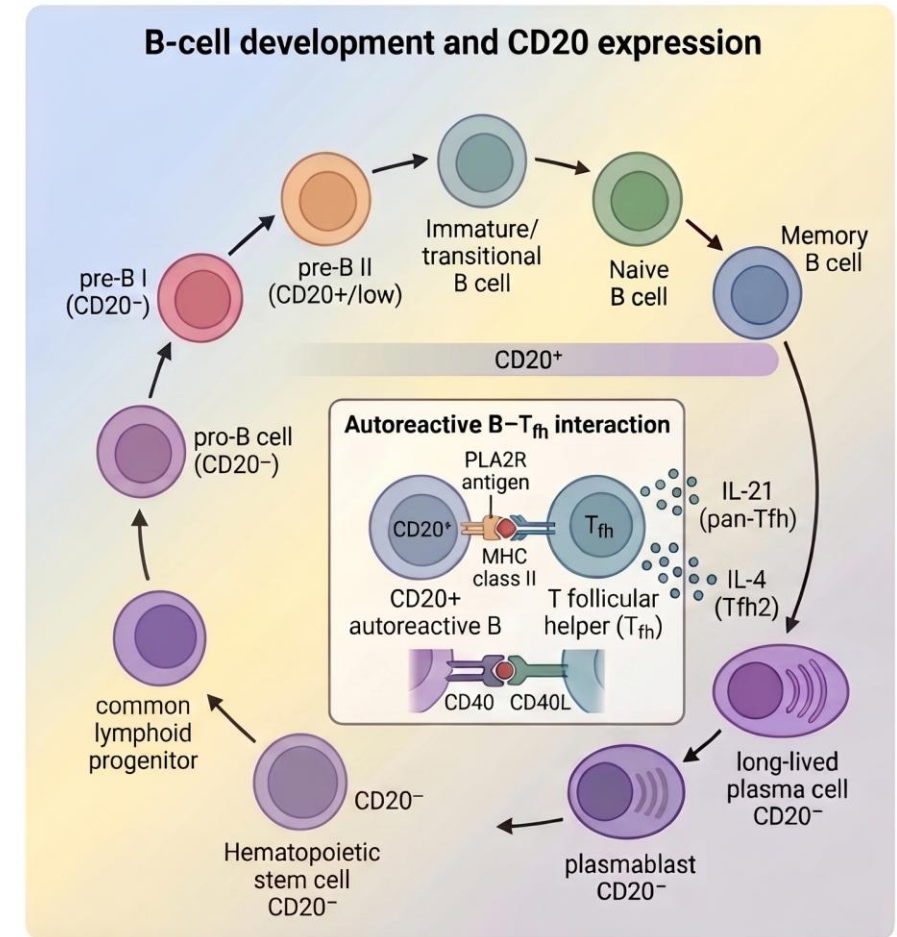 B-cell development and CD20 expression
Immature/
transitional
B cell
pre-B II
(CD20+/low)
Naive
B cell
Memory
B cell
pre-B I
(CD20⁻)
CD20⁺
pro-B cell
(CD20⁻)
Autoreactive B–Tfh interaction
PLA2R
antigen
CD20⁺
Tfh
MHC
class II
CD20+
autoreactive B
T follicular
helper (Tfh)
CD40
CD40L
IL-21
(pan-Tfh)
IL-4
(Tfh2)
common
lymphoid
progenitor
long-lived
plasma cell
CD20⁻
CD20⁻
Hematopoietic
stem cell
CD20⁻
plasmablast
CD20⁻